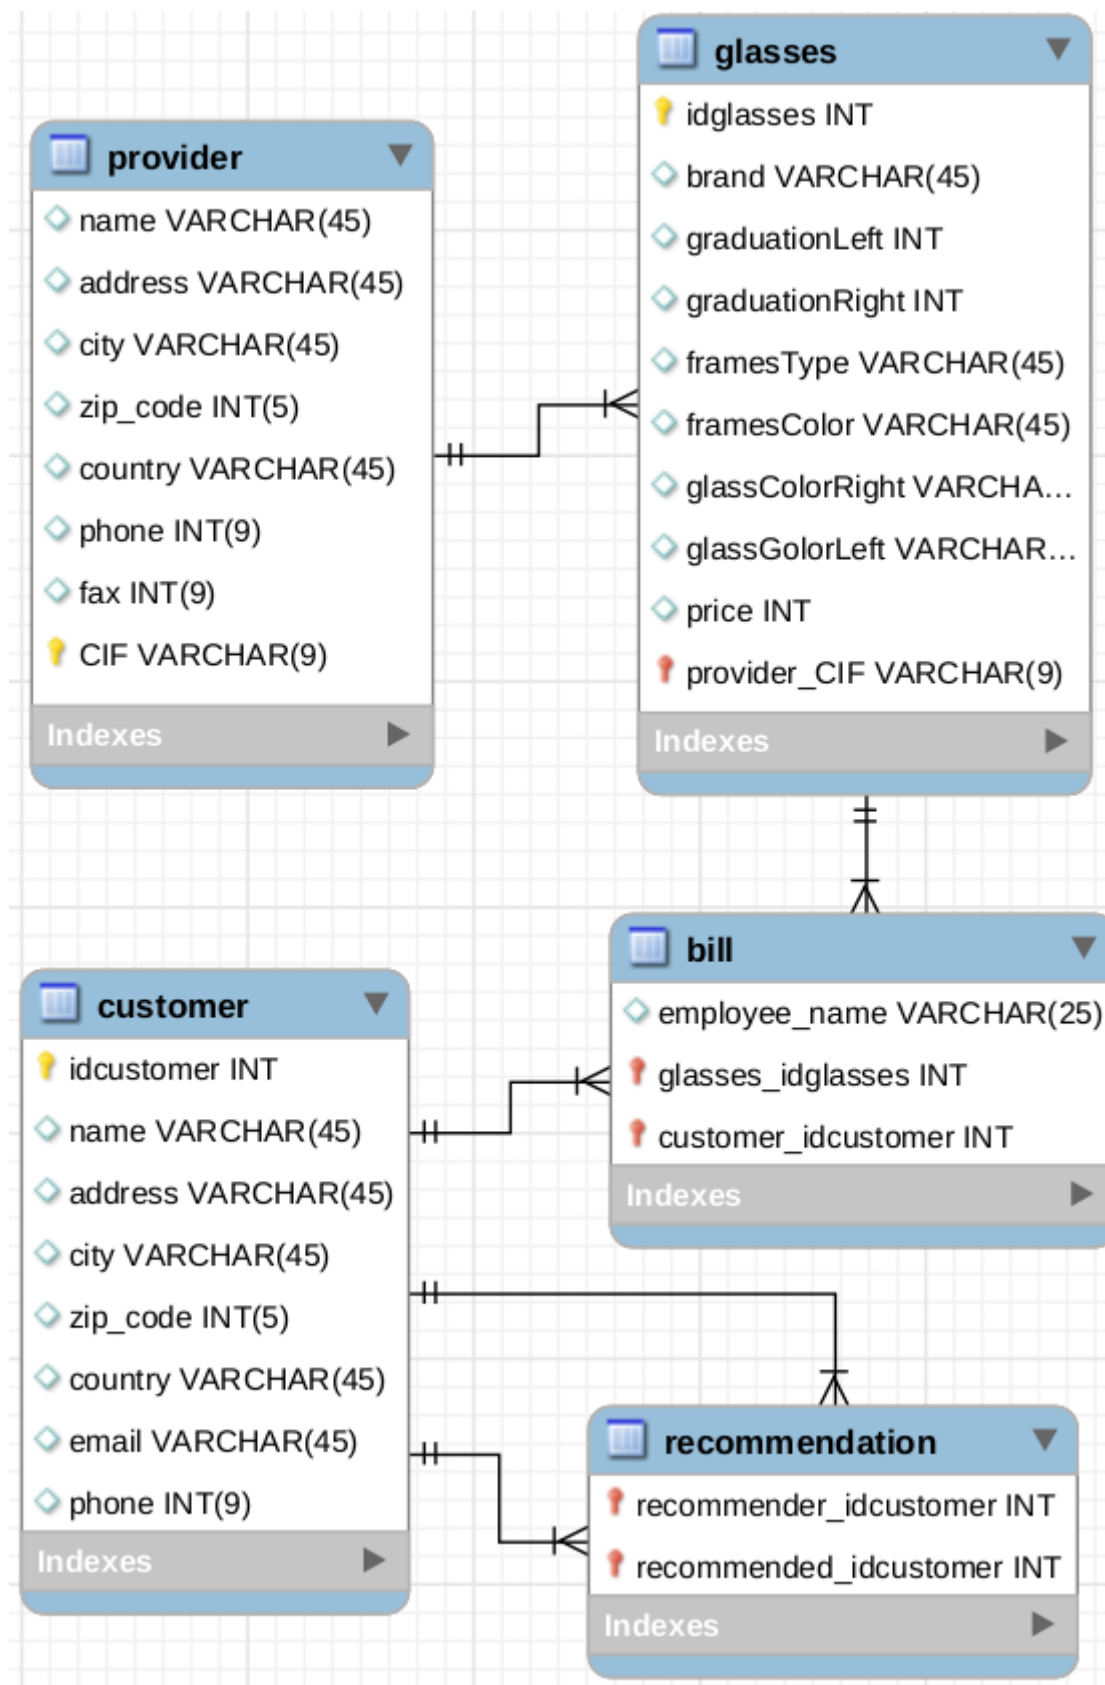 provider
name VARCHAR(45)
address VARCHAR(45)
city VARCHAR(45)
zip_code INT(5)
country VARCHAR(45)
phone INT(9)
fax INT(9)
CIF VARCHAR(9)
Indexes
glasses
idglasses INT
brand VARCHAR(45)
graduationLeft INT
graduationRight INT
framesType VARCHAR(45)
framesColor VARCHAR(45)
glassColorRight VARCHA...
glassGolorLeft VARCHAR...
price INT
provider_CIF VARCHAR(9)
Indexes
customer
idcustomer INT
name VARCHAR(45)
address VARCHAR(45)
city VARCHAR(45)
zip_code INT(5)
country VARCHAR(45)
email VARCHAR(45)
phone INT(9)
Indexes
bill
employee_name VARCHAR(25)
glasses_idglasses INT
customer_idcustomer INT
Indexes
recommendation
recommender_idcustomer INT
recommended_idcustomer INT
Indexes